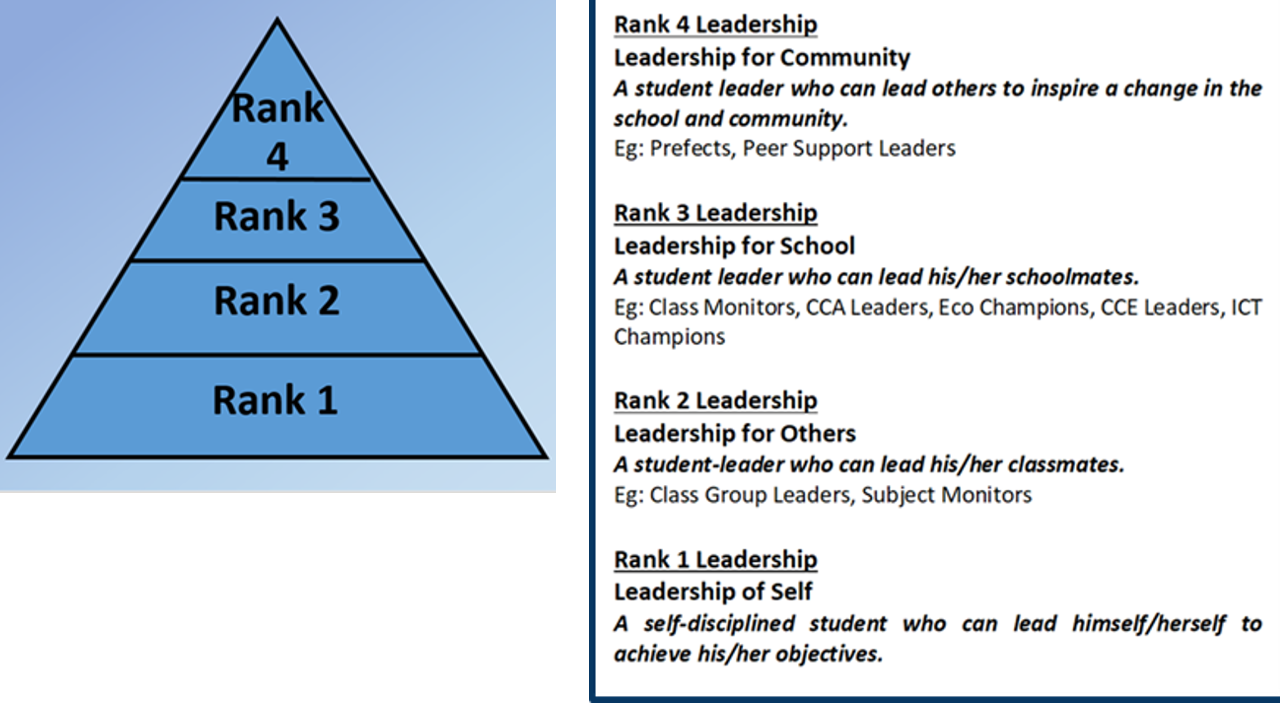 Rank
4
Rank 3
Rank 2
Rank 1
Rank 4 Leadership
Leadership for Community
A student leader who can lead others to inspire a change in the
school and community.
Eg: Prefects, Peer Support Leaders
Rank 3 Leadership
Leadership for School
A student leader who can lead his/her schoolmates.
Eg: Class Monitors, CCA Leaders, Eco Champions, CCE Leaders, ICT
Champions
Rank 2 Leadership
Leadership for Others
A student-leader who can lead his/her classmates.
Eg: Class Group Leaders, Subject Monitors
Rank 1 Leadership
Leadership of Self
A self-disciplined student who can lead himself/herself to
achieve his/her objectives.